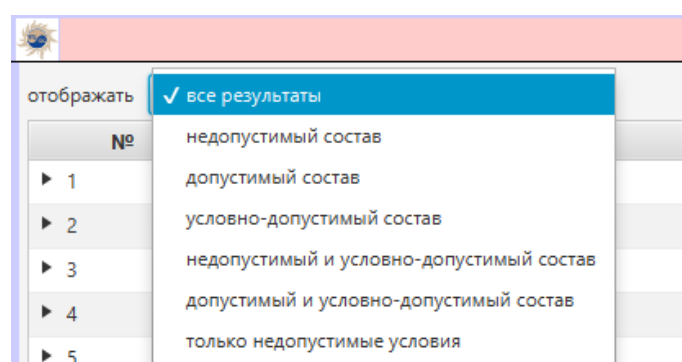 отображать
все результаты
№
недопустимый состав
1
допустимый состав
2
условно-допустимый состав
3
недопустимый и условно-допустимый состав
4
допустимый и условно-допустимый состав
5
только недопустимые условия